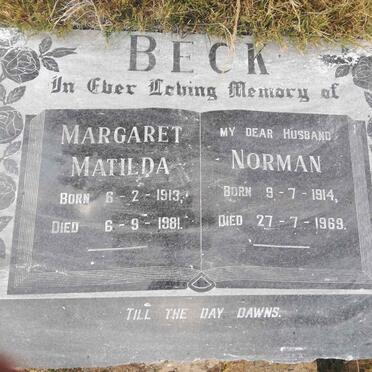 BECK
In Ever Loving Memory of
MARGARET
MATILDA
BORN 6-2-1913,
DIED 6-9-1981.
MY DEAR HUSBAND
NORMAN
BORN 9-7-1914,
DIED 27-7-1969.
TILL THE DAY DAWNS.